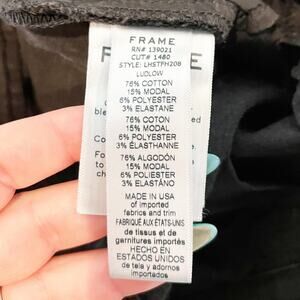 FRAME
RN# 139021
CUT# 1480
STYLE: LHSTFH208
LUDLOW
76% COTTON
15% MODAL
6% POLYESTER
3% ELASTANE
76% COTON
15% MODAL
6% POLYESTER
3% ÉLASTHANNE
76% ALGODÓN
15% MODAL
6% POLIESTER
3% ELASTÁNO
MADE IN USA
of imported
fabrics and trim
FABRIQUÉ AUX ÉTATS-UNIS
de tissus et de
garnitures importés
HECHO EN
ESTADOS UNIDOS
de tela y adornos
importados